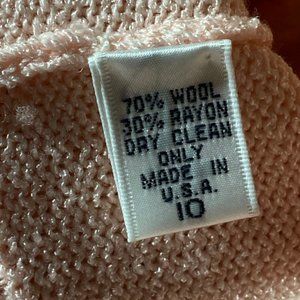 70% WOOL
30% RAYON
DRY CLEAN
ONLY
MADE IN
U.S.A.
10